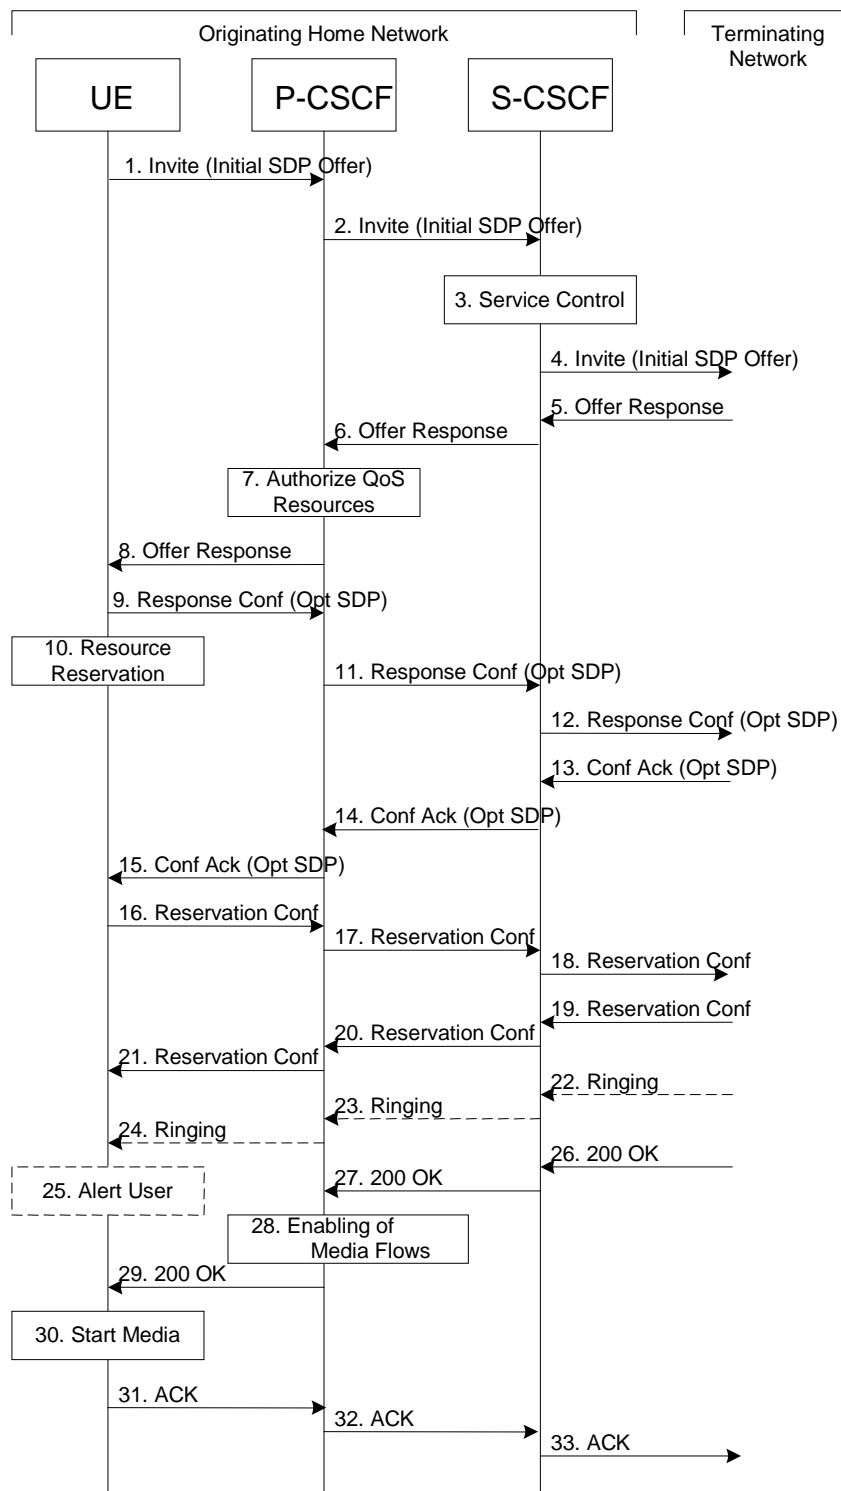 Originating Home Network
Terminating
Network
UE
P-CSCF
S-CSCF
1. Invite (Initial SDP Offer)
2. Invite (Initial SDP Offer)
3. Service Control
4. Invite (Initial SDP Offer)
5. Offer Response
6. Offer Response
7. Authorize QoS
Resources
8. Offer Response
9. Response Conf (Opt SDP)
10. Resource
Reservation
11. Response Conf (Opt SDP)
12. Response Conf (Opt SDP)
13. Conf Ack (Opt SDP)
14. Conf Ack (Opt SDP)
15. Conf Ack (Opt SDP)
16. Reservation Conf
17. Reservation Conf
18. Reservation Conf
19. Reservation Conf
20. Reservation Conf
21. Reservation Conf
22. Ringing
23. Ringing
24. Ringing
25. Alert User
26. 200 OK
27. 200 OK
28. Enabling of
Media Flows
29. 200 OK
30. Start Media
31. ACK
32. ACK
33. ACK